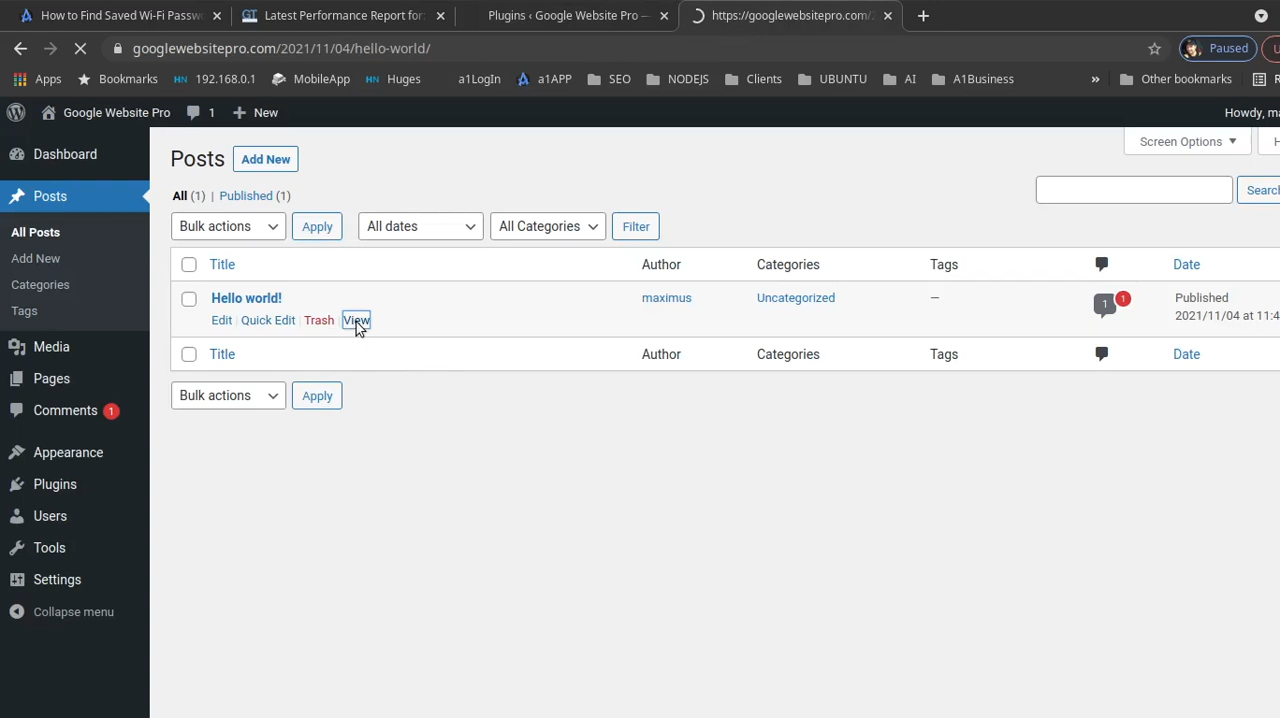 How to Find Saved Wi-Fi Passw
Latest Performance Report for:
Plugins ‹ Google Website Pro —
https://googlewebsitepro.com/2
googlewebsitepro.com/2021/11/04/hello-world/
Paused
Apps
Bookmarks
HN 192.168.0.1
MobileApp
HN Huges
a1LogIn
a1APP
SEO
NODEJS
Clients
UBUNTU
AI
A1Business
»
Other bookmarks
R
Google Website Pro
1
+ New
Howdy, ma
Dashboard
Posts
All Posts
Add New
Categories
Tags
Media
Pages
Comments 1
Appearance
Plugins
Users
Tools
Settings
Collapse menu
Screen Options
H
Posts
Add New
All (1) | Published (1)
Search
Bulk actions
Apply
All dates
All Categories
Filter
Title
Author
Categories
Tags
Date
Hello world!
maximus
Uncategorized
—
1
1
Published
2021/11/04 at 11:4
Edit | Quick Edit | Trash | View
Title
Author
Categories
Tags
Date
Bulk actions
Apply